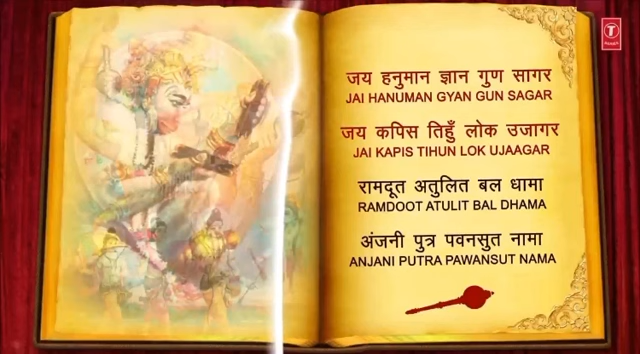 जय हनुमान ज्ञान गुण सागर
JAI HANUMAN GYAN GUN SAGAR
जय कपिस तिहुँ लोक उजागर
JAI KAPIS TIHUN LOK UJAAGAR
रामदूत अतुलित बल धामा
RAMDOOT ATULIT BAL DHAMA
अंजनी पुत्र पवनसुत नामा
ANJANI PUTRA PAWANSUT NAMA